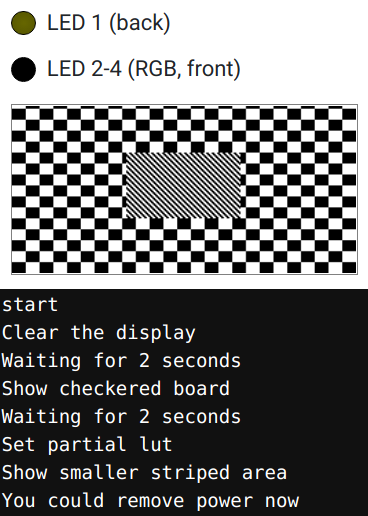 LED 1 (back)
LED 2-4 (RGB, front)
start
Clear the display
Waiting for 2 seconds
Show checkered board
Waiting for 2 seconds
Set partial lut
Show smaller striped area
You could remove power now